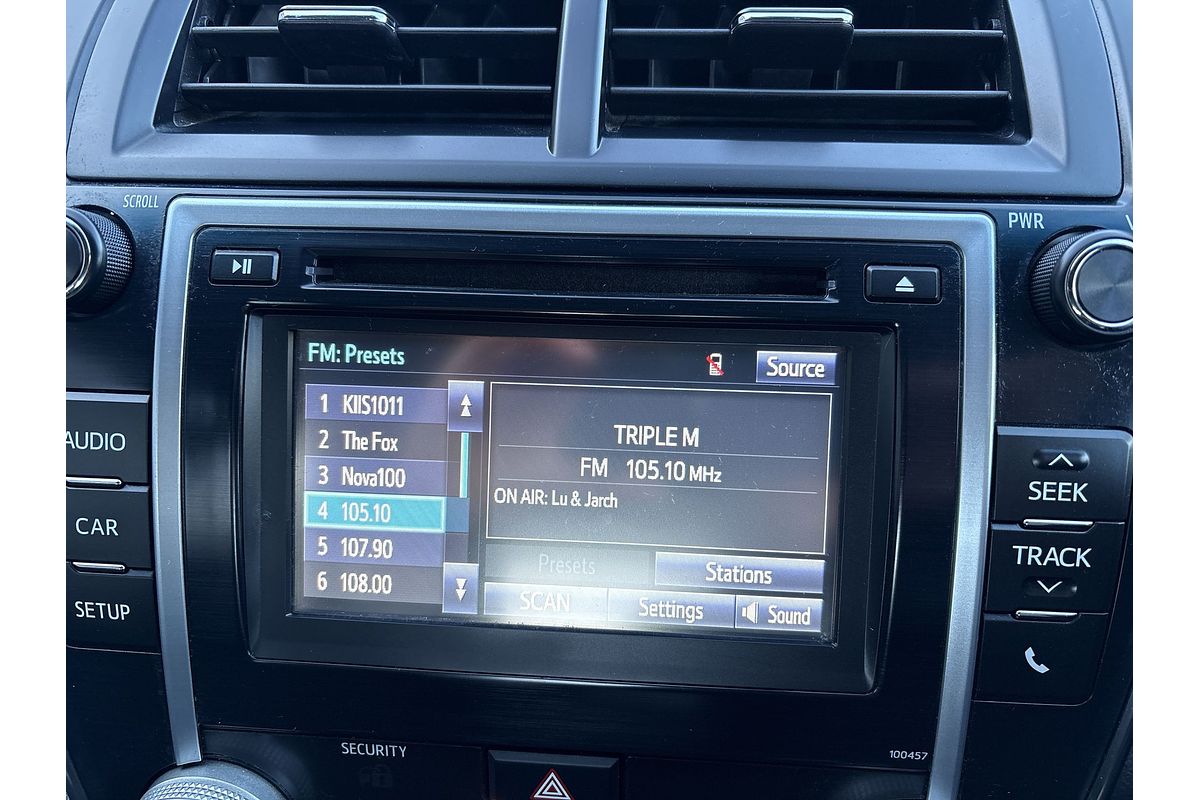 SCROLL
PWR
FM: Presets
Source
1 KIIS1011
2 The Fox
3 Nova100
4 105.10
5 107.90
6 108.00
TRIPLE M
FM 105.10 MHz
ON AIR: Lu & Jarch
Presets
Stations
SCAN
Settings
Sound
AUDIO
CAR
SETUP
SEEK
TRACK
SECURITY
100457